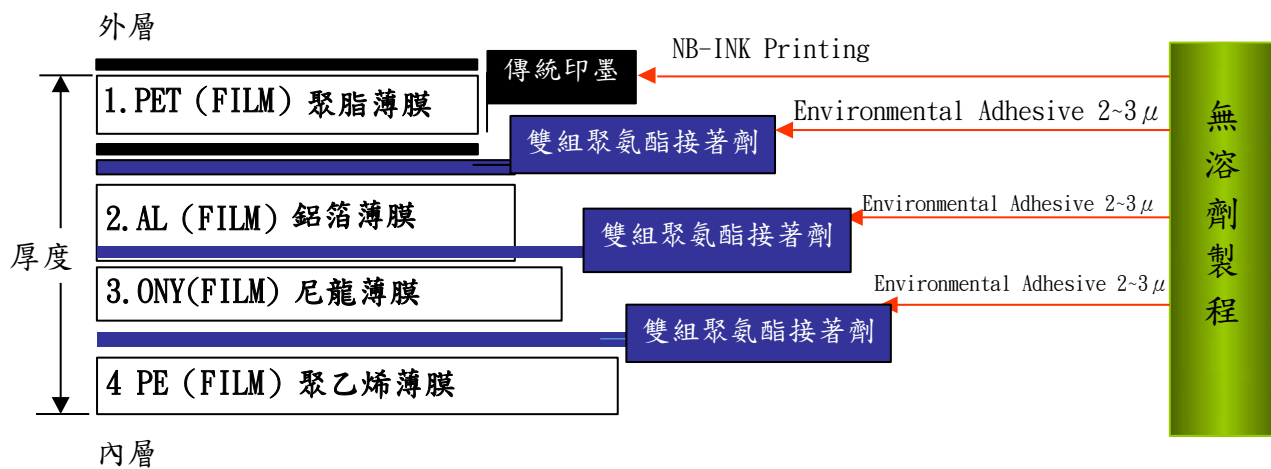 外層
NB-INK Printing
傳統印墨
1.PET (FILM) 聚脂薄膜
Environmental Adhesive 2~3μ
雙組聚氨酯接著劑
2.AL (FILM) 鋁箔薄膜
Environmental Adhesive 2~3μ
雙組聚氨酯接著劑
厚度
3.ONY(FILM) 尼龍薄膜
Environmental Adhesive 2~3μ
雙組聚氨酯接著劑
4 PE (FILM) 聚乙烯薄膜
內層
無溶劑製程